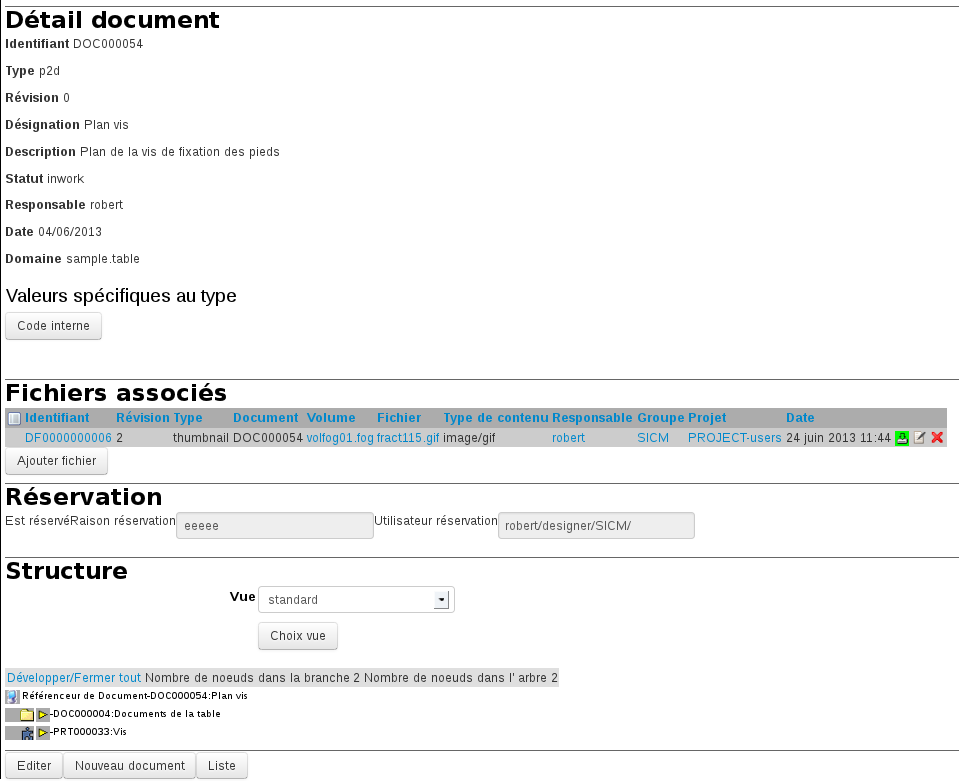 Détail document
Identifiant DOC000054
Type p2d
Révision 0
Désignation Plan vis
Description Plan de la vis de fixation des pieds
Statut inwork
Responsable robert
Date 04/06/2013
Domaine sample.table
Valeurs spécifiques au type
Code interne
Fichiers associés
Identifiant Révision Type Document Volume Fichier Type de contenu Responsable Groupe Projet Date
DF0000000006 2 thumbnail DOC000054 volfog01.fog fract115.gif image/gif robert SICM PROJECT-users 24 juin 2013 11:44
Ajouter fichier
Réservation
Est réservéRaison réservation eeeee Utilisateur réservation robert/designer/SICM/
Structure
Vue standard
Choix vue
Développer/Fermer tout Nombre de noeuds dans la branche 2 Nombre de noeuds dans l' arbre 2
Référenceur de Document-DOC000054:Plan vis
-DOC000004:Documents de la table
-PRT000033:Vis
Editer Nouveau document Liste